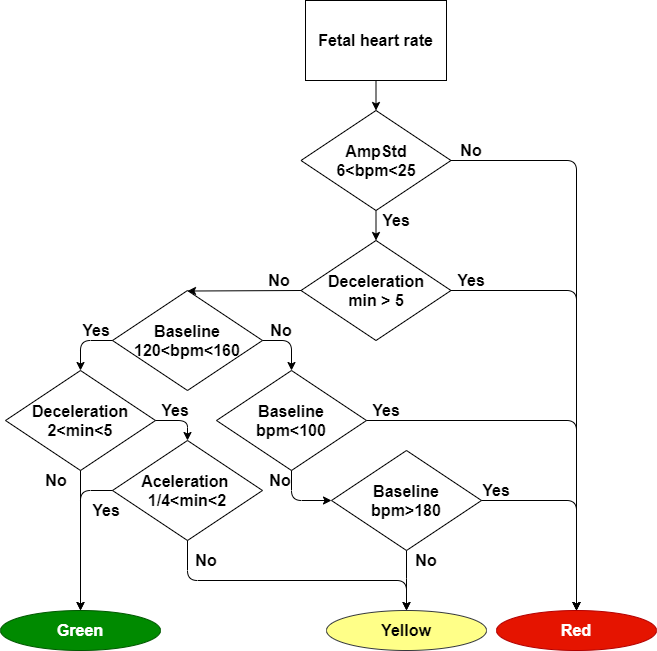 Fetal heart rate
AmpStd
6<bpm<25
No
Yes
Deceleration
min > 5
No
Yes
Baseline
120<bpm<160
Yes
No
Deceleration
2<min<5
Yes
Baseline
bpm<100
Yes
No
Aceleration
1/4<min<2
Yes
No
Baseline
bpm>180
Yes
No
No
Green
Yellow
Red